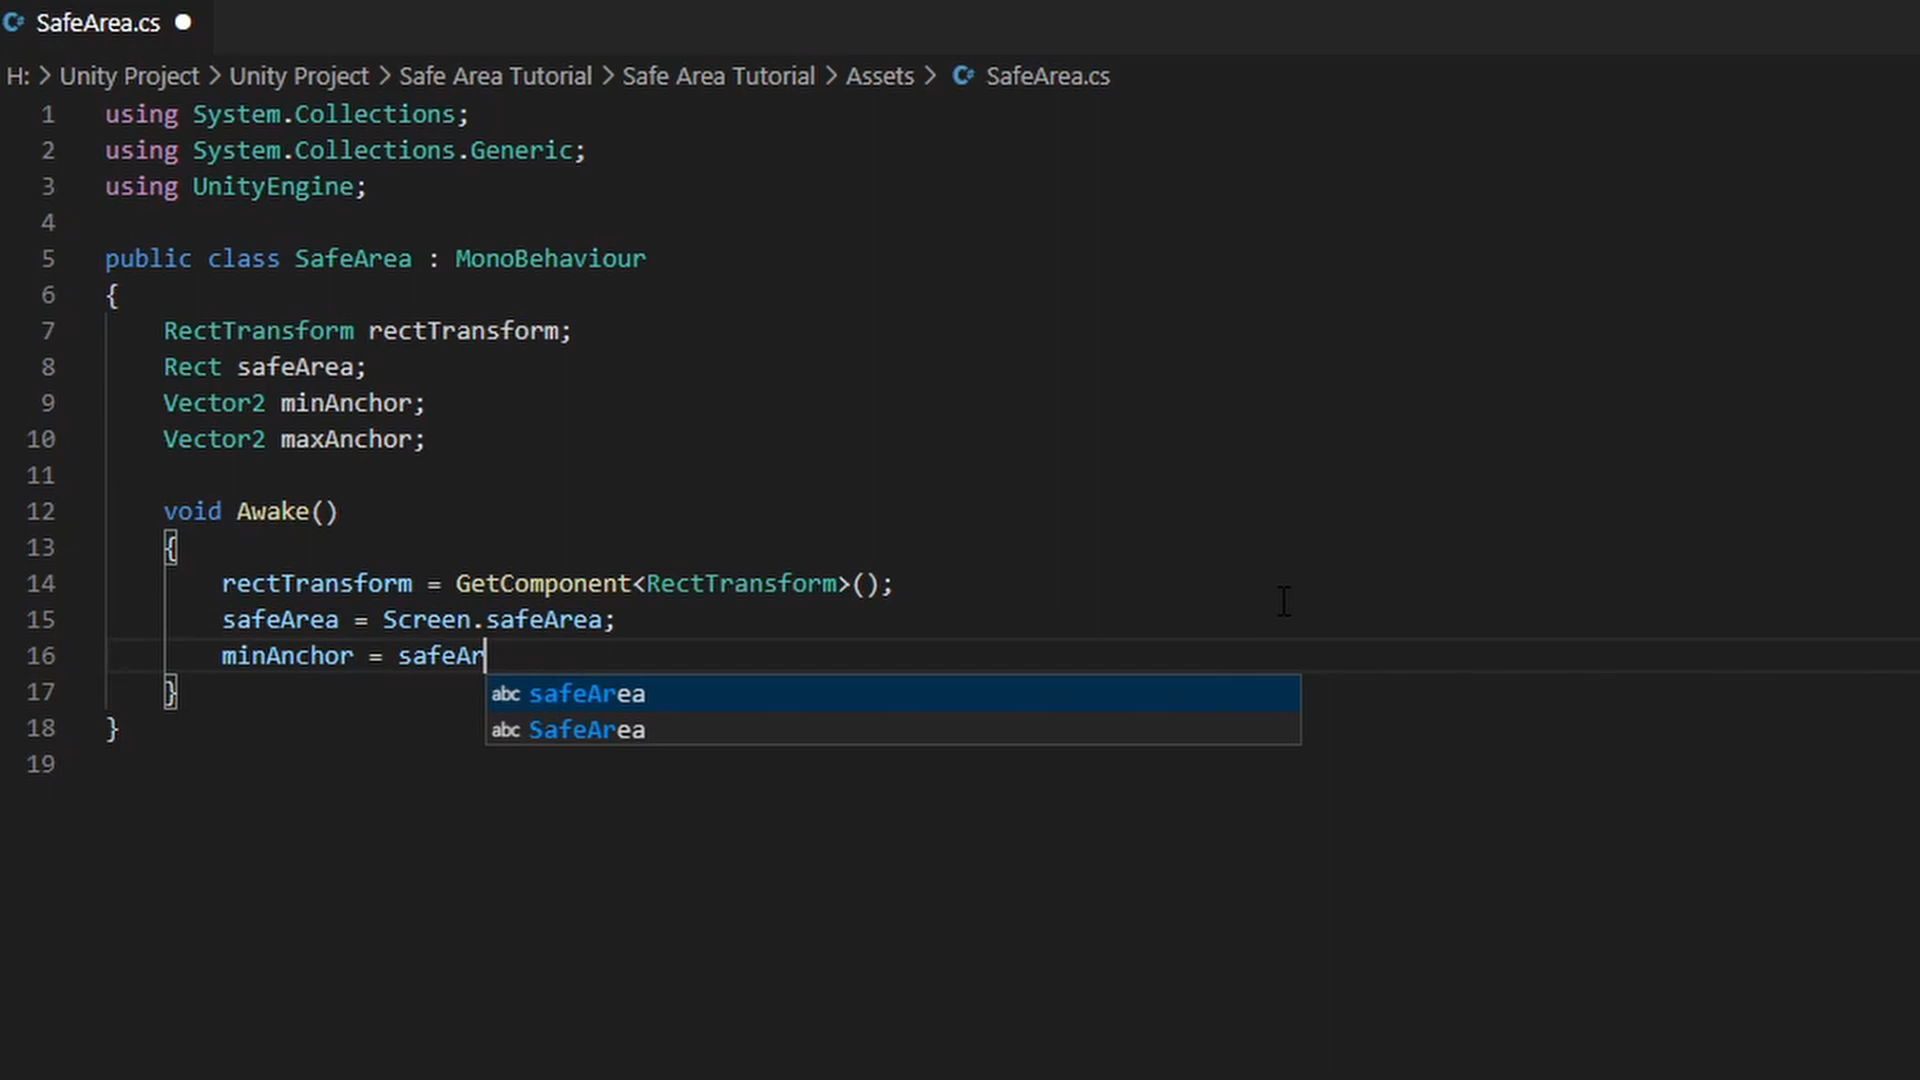 SafeArea.cs
H: > Unity Project > Unity Project > Safe Area Tutorial > Safe Area Tutorial > Assets > SafeArea.cs
1 using System.Collections;
2 using System.Collections.Generic;
3 using UnityEngine;
4
5 public class SafeArea : MonoBehaviour
6 {
7 RectTransform rectTransform;
8 Rect safeArea;
9 Vector2 minAnchor;
10 Vector2 maxAnchor;
11
12 void Awake()
13 {
14 rectTransform = GetComponent<RectTransform>();
15 safeArea = Screen.safeArea;
16 minAnchor = safeAr
17 }
abc safeArea
18 }
abc SafeArea
19